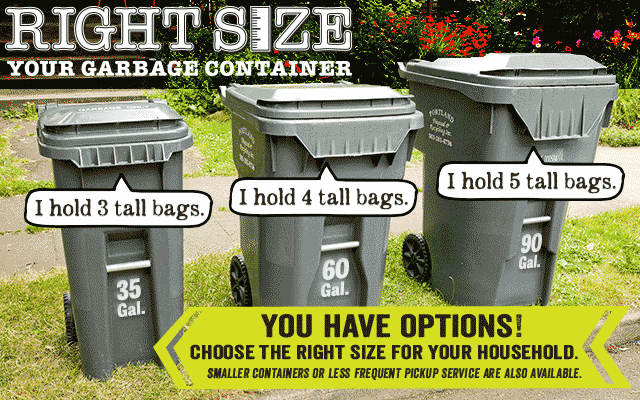 RIGHT SIZE
YOUR GARBAGE CONTAINER
I hold 3 tall bags.
I hold 4 tall bags.
I hold 5 tall bags.
PORTLAND
35
Gal.
60
Gal.
90
Gal.
YOU HAVE OPTIONS!
CHOOSE THE RIGHT SIZE FOR YOUR HOUSEHOLD.
SMALLER CONTAINERS OR LESS FREQUENT PICKUP SERVICE ARE ALSO AVAILABLE.